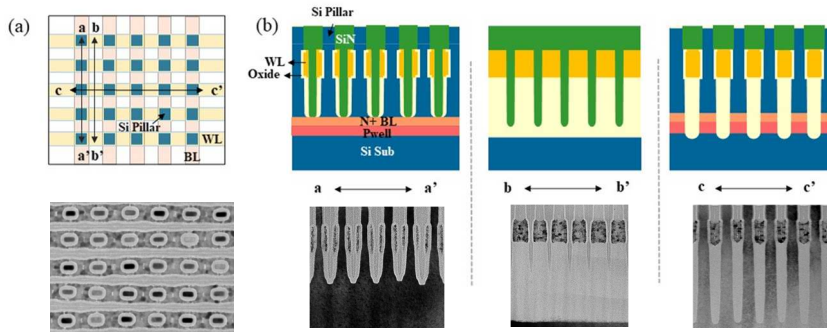 (a)
a b
c c'
Si Pillar
WL
a' b' BL
(b)
Si Pillar
SiN
WL
Oxide
N+ BL
Pwell
Si Sub
a a'
b b'
c c'